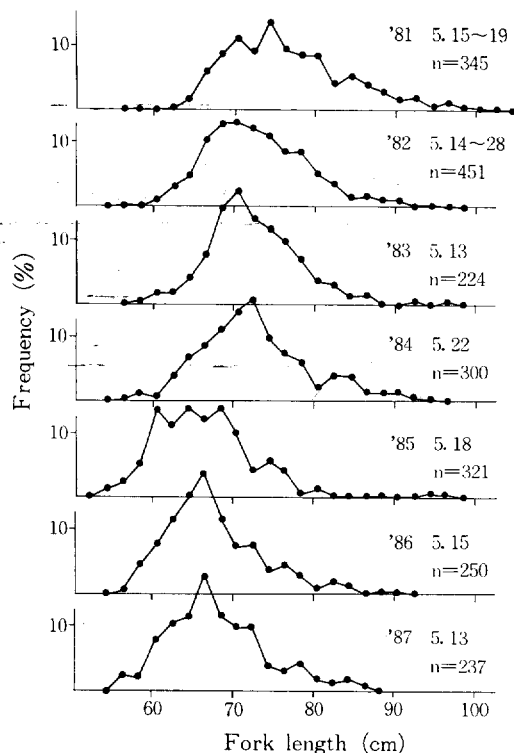 '81 5.15~19
10
n=345
'82 5.14~28
10
n=451
'83 5.13
10
n=224
'84 5.22
10
n=300
'85 5.18
10
n=321
'86 5.15
10
n=250
'87 5.13
10
n=237
Frequency (%)
60 70 80 90 100
Fork length (cm)